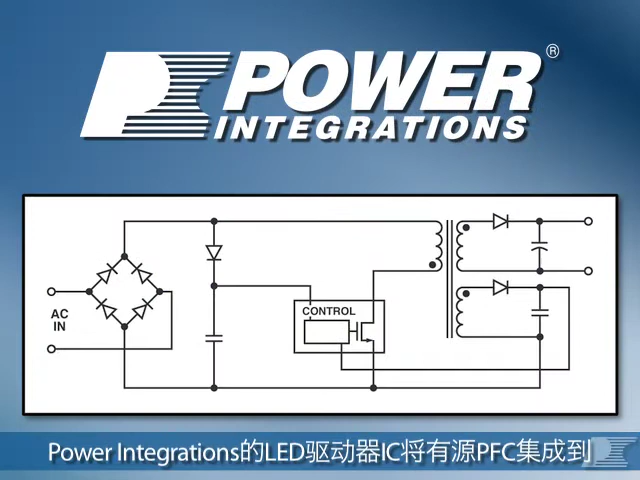 POWER®
INTEGRATIONS
CONTROL
AC
IN
Power Integrations的LED驱动器IC将有源PFC集成到